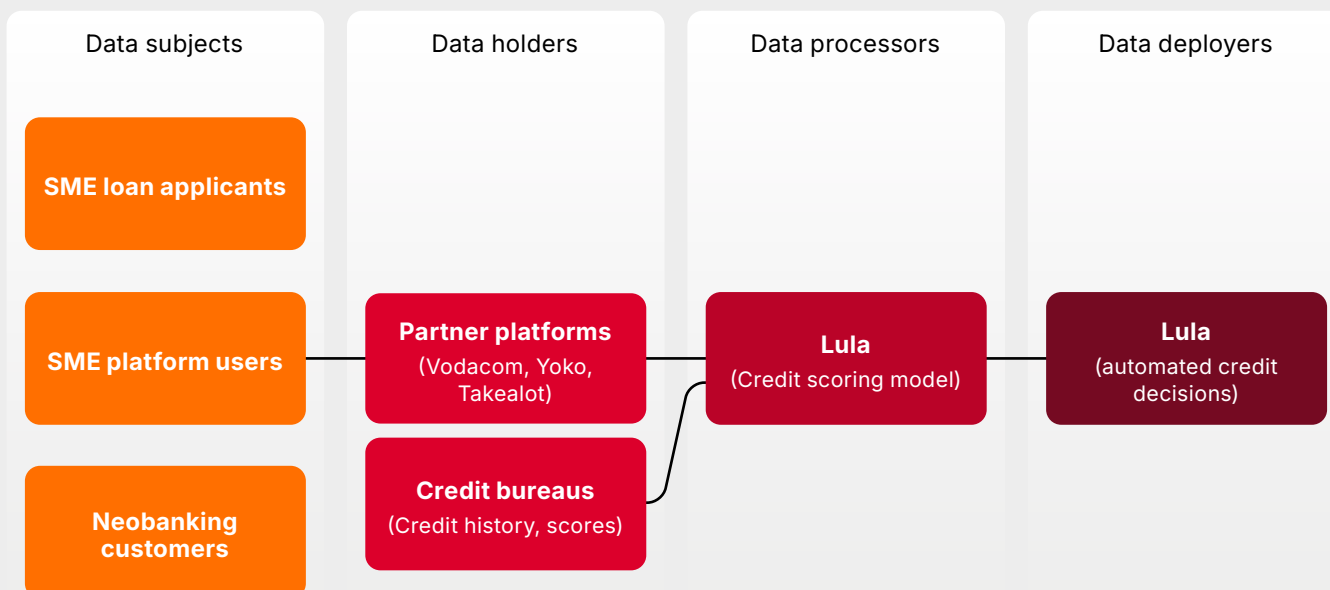 Data subjects
Data holders
Data processors
Data deployers
SME loan applicants
SME platform users
Partner platforms
(Vodacom, Yoko,
Takealot)
Lula
(Credit scoring model)
Lula
(automated credit
decisions)
Credit bureaus
(Credit history, scores)
Neobanking
customers